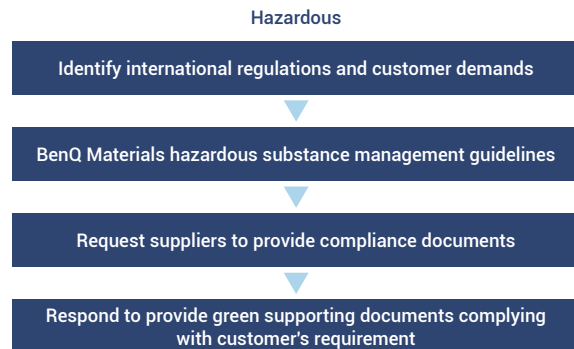 Hazardous
Identify international regulations and customer demands
BenQ Materials hazardous substance management guidelines
Request suppliers to provide compliance documents
Respond to provide green supporting documents complying
with customer's requirement